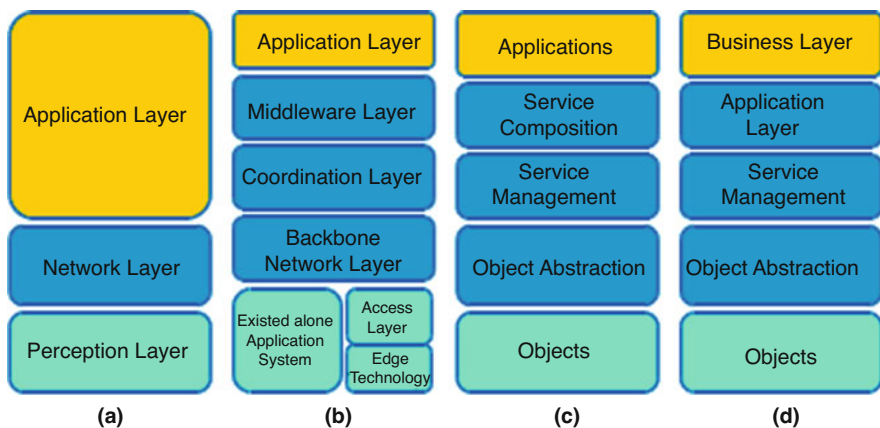 Application Layer
Network Layer
Perception Layer
(a)
Application Layer
Middleware Layer
Coordination Layer
Backbone
Network Layer
Existed alone
Application
System
Access
Layer
Edge
Technology
(b)
Applications
Service
Composition
Service
Management
Object Abstraction
Objects
(c)
Business Layer
Application
Layer
Service
Management
Object Abstraction
Objects
(d)